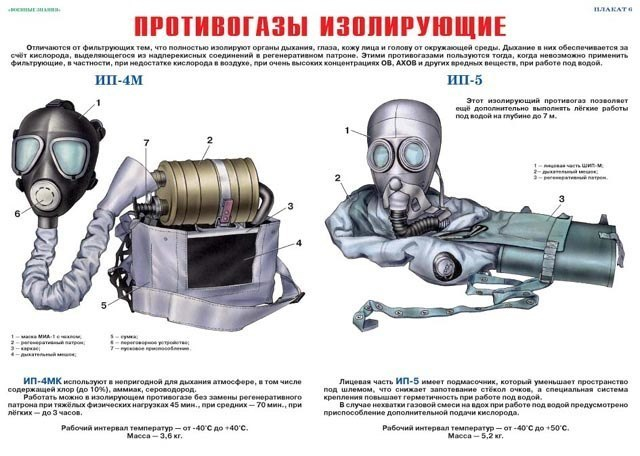 «ВОЕННЫЕ ЗНАНИЯ»
ПЛАКАТ 6
ПРОТИВОГАЗЫ ИЗОЛИРУЮЩИЕ
Отличаются от фильтрующих тем, что полностью изолируют органы дыхания, глаза, кожу лица и голову от окружающей среды. Дыхание в них обеспечивается за
счёт кислорода, выделяющегося из надперекисных соединений в регенеративном патроне. Этими противогазами пользуются тогда, когда невозможно применить
фильтрующие, в частности, при недостатке кислорода в воздухе, при очень высоких концентрациях ОВ, АХОВ и других вредных веществ, при работе под водой.
ИП-4М
1
2
3
4
5
6
7
1 — маска МИА-1 с чехлом;
2 — регенеративный патрон;
3 — каркас;
4 — дыхательный мешок;
5 — сумка;
6 — переговорное устройство;
7 — пусковое приспособление.
ИП-4МК используют в непригодной для дыхания атмосфере, в том числе
содержащей хлор (до 10%), аммиак, сероводород.
Работать можно в изолирующем противогазе без замены регенеративного
патрона при тяжёлых физических нагрузках 45 мин., при средних — 70 мин., при
лёгких — до 3 часов.
Рабочий интервал температур — от -40°С до +40°С.
Масса — 3,6 кг.
ИП-5
Этот изолирующий противогаз позволяет
ещё дополнительно выполнять лёгкие работы
под водой на глубине до 7 м.
1
2
3
1 — лицевая часть ШИП-М;
2 — дыхательный мешок;
3 — регенеративный патрон.
Лицевая часть ИП-5 имеет подмасочник, который уменьшает пространство
под шлемом, что снижает запотевание стёкол очков, а специальная система
крепления повышает герметичность при работе под водой.
В случае нехватки газовой смеси на вдох при работе под водой предусмотрено
приспособление дополнительной подачи кислорода.
Рабочий интервал температур — от -40°С до +50°С.
Масса — 5,2 кг.